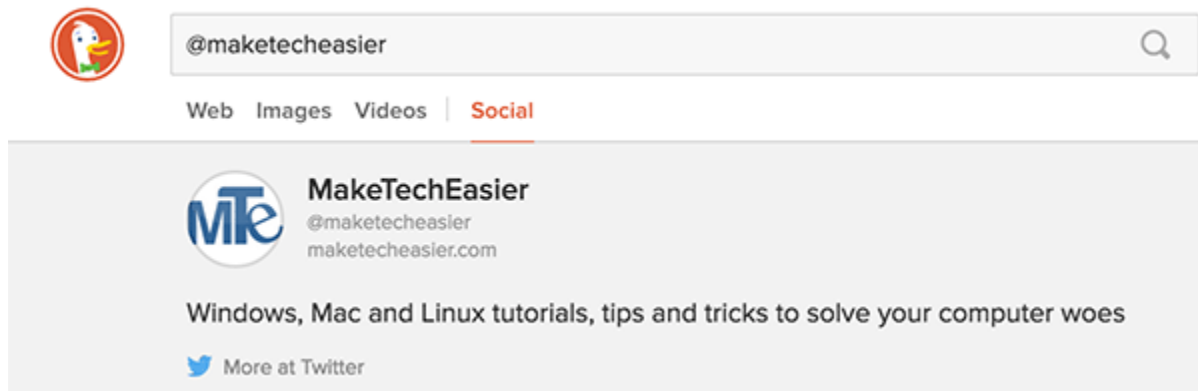 @maketecheasier
Web Images Videos Social
MTe
MakeTechEasier
@maketecheasier
maketecheasier.com
Windows, Mac and Linux tutorials, tips and tricks to solve your computer woes
More at Twitter